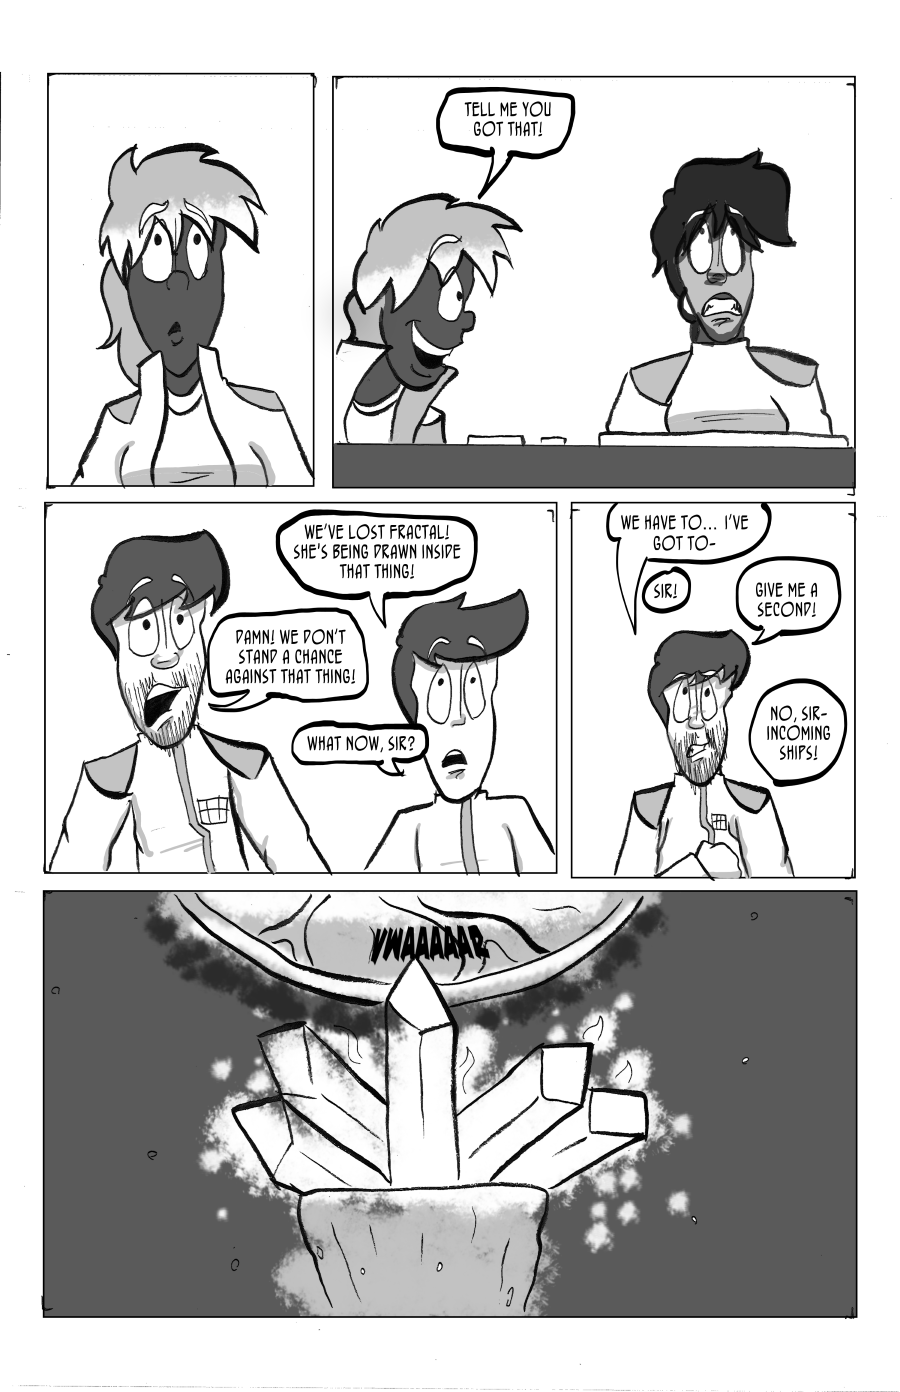 TELL ME YOU
GOT THAT!
WE'VE LOST FRACTAL!
SHE'S BEING DRAWN INSIDE
THAT THING!
DAMN! WE DON'T
STAND A CHANCE
AGAINST THAT THING!
WHAT NOW, SIR?
WE HAVE TO... I'VE
GOT TO-
SIR!
GIVE ME A
SECOND!
NO, SIR-
INCOMING
SHIPS!